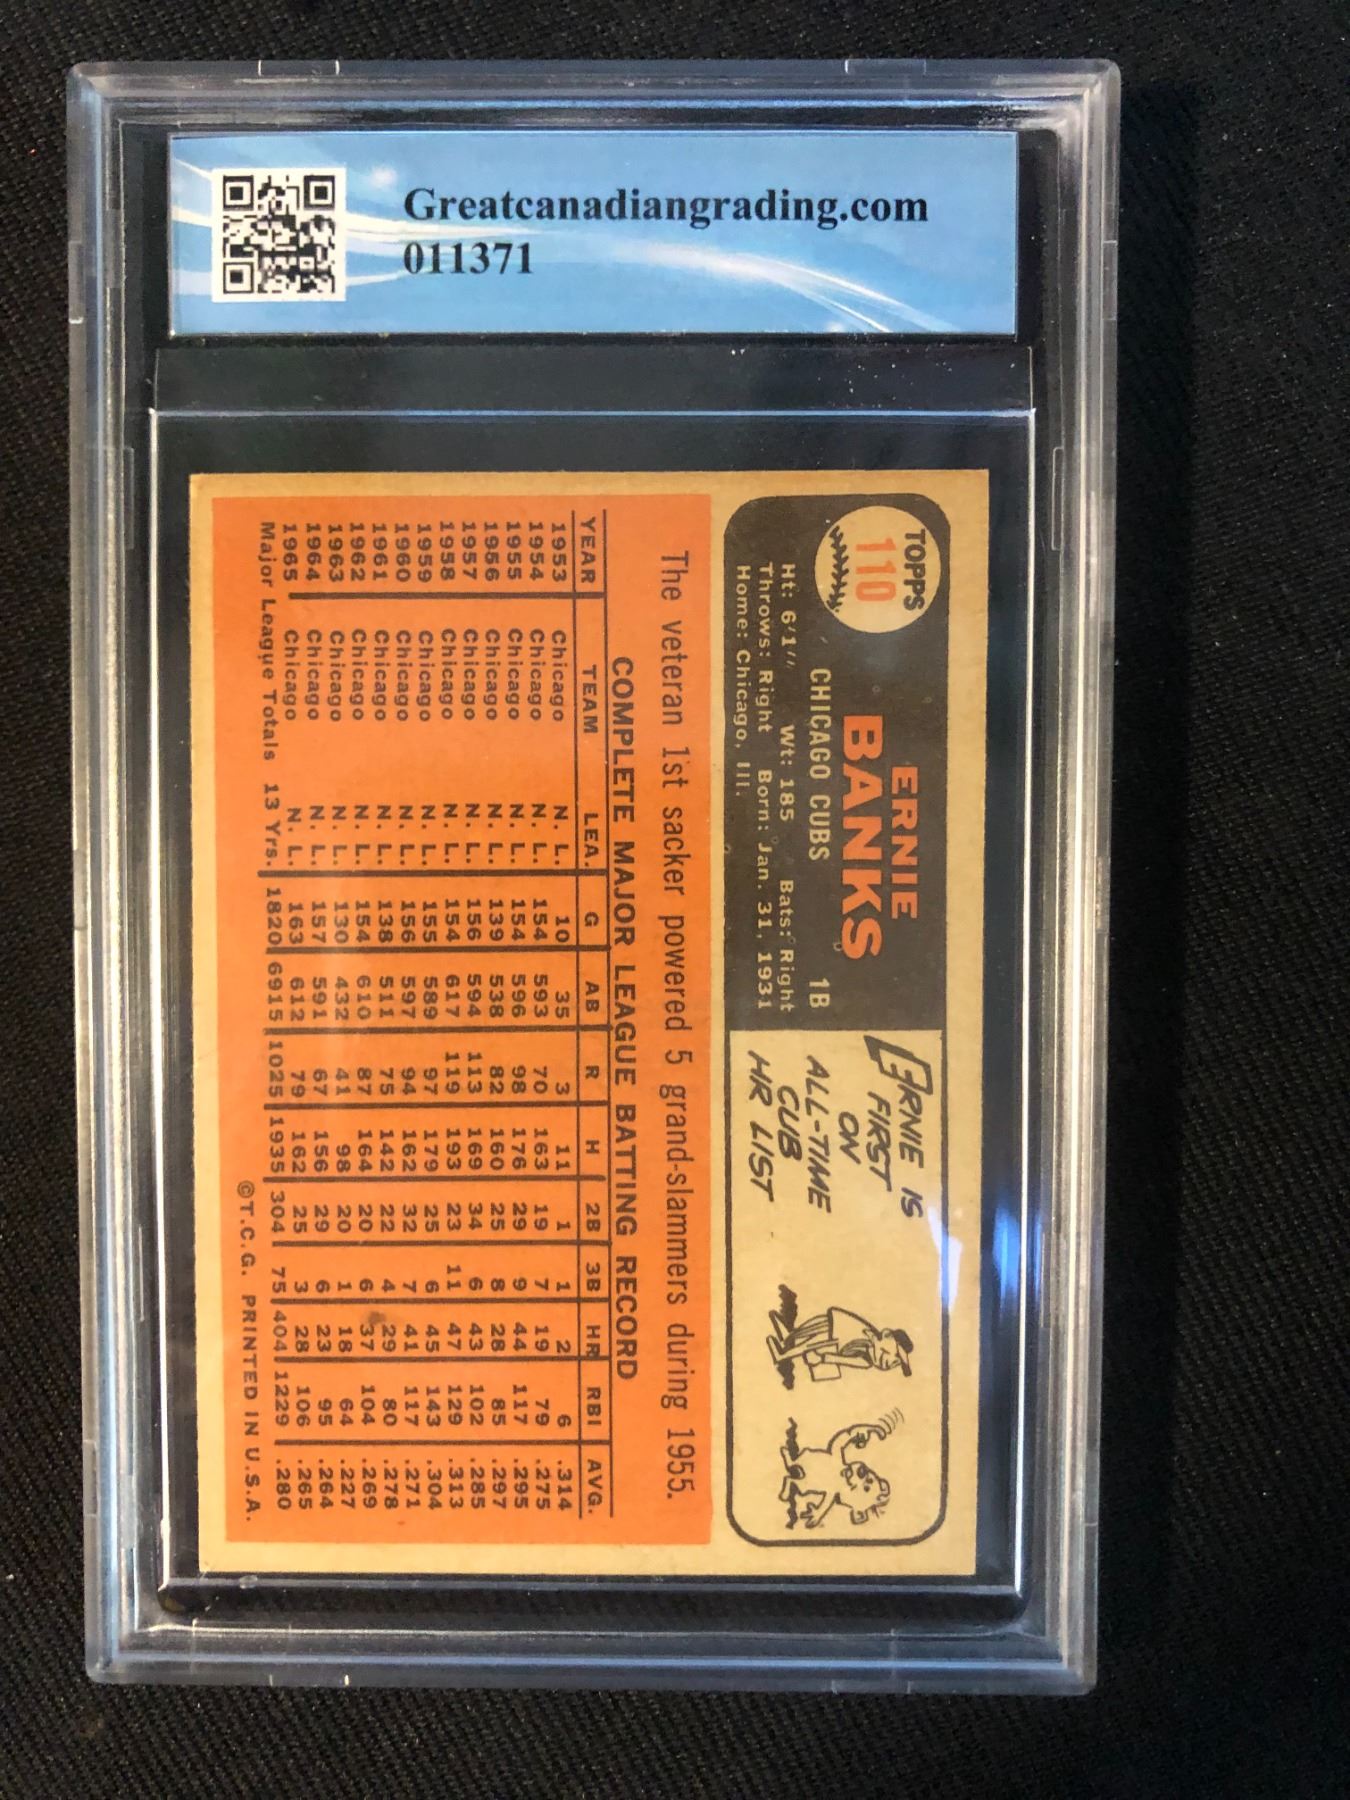 Greatcanadiangrading.com
011371
TOPPS
110
ERNIE
BANKS
CHICAGO CUBS 1B
Ht: 6'1" Wt: 185 Bats: Right
Throws: Right Born: Jan. 31, 1931
Home: Chicago, Ill.
ERNIE IS
FIRST
ON
ALL-TIME
CUB
HR LIST
The veteran 1st sacker powered 5 grand-slammers during 1955.
COMPLETE MAJOR LEAGUE BATTING RECORD
YEAR TEAM LEA. G AB R H 2B 3B HR RBI AVG.
1953 Chicago N. L. 10 35 3 11 1 1 2 6 .314
1954 Chicago N. L. 154 593 70 163 19 7 19 79 .275
1955 Chicago N. L. 154 596 98 176 29 9 44 117 .295
1956 Chicago N. L. 139 538 82 160 25 8 28 85 .297
1957 Chicago N. L. 156 594 113 169 34 6 43 102 .285
1958 Chicago N. L. 154 617 119 193 23 11 47 129 .313
1959 Chicago N. L. 155 589 97 179 25 6 45 143 .304
1960 Chicago N. L. 156 597 94 162 32 7 41 117 .271
1961 Chicago N. L. 138 511 75 142 22 4 29 80 .278
1962 Chicago N. L. 154 610 87 164 20 6 37 104 .269
1963 Chicago N. L. 130 432 41 98 20 1 18 64 .227
1964 Chicago N. L. 157 591 67 156 29 6 23 95 .264
1965 Chicago N. L. 163 612 79 162 25 3 28 106 .265
Major League Totals 13 Yrs. 1820 6915 1025 1935 304 75 404 1229 .280
©T.C.G. PRINTED IN U.S.A.